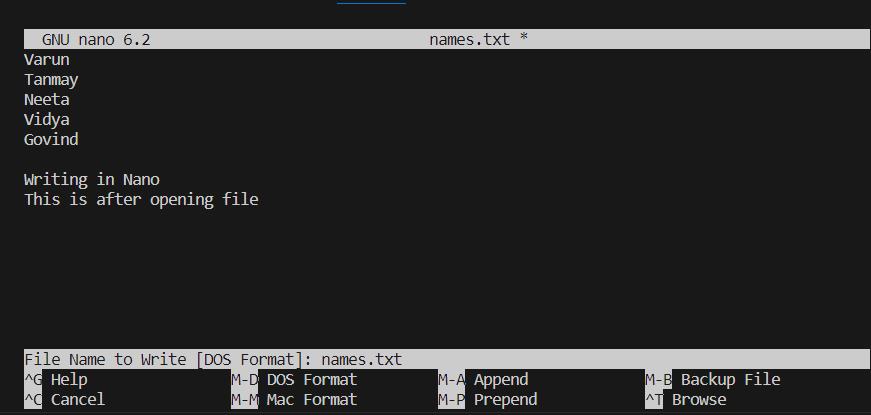 GNU nano 6.2 names.txt *
Varun
Tanmay
Neeta
Vidya
Govind
Writing in Nano
This is after opening file
File Name to Write [DOS Format]: names.txt
^G Help M-D DOS Format M-A Append M-B Backup File
^C Cancel M-M Mac Format M-P Prepend ^T Browse